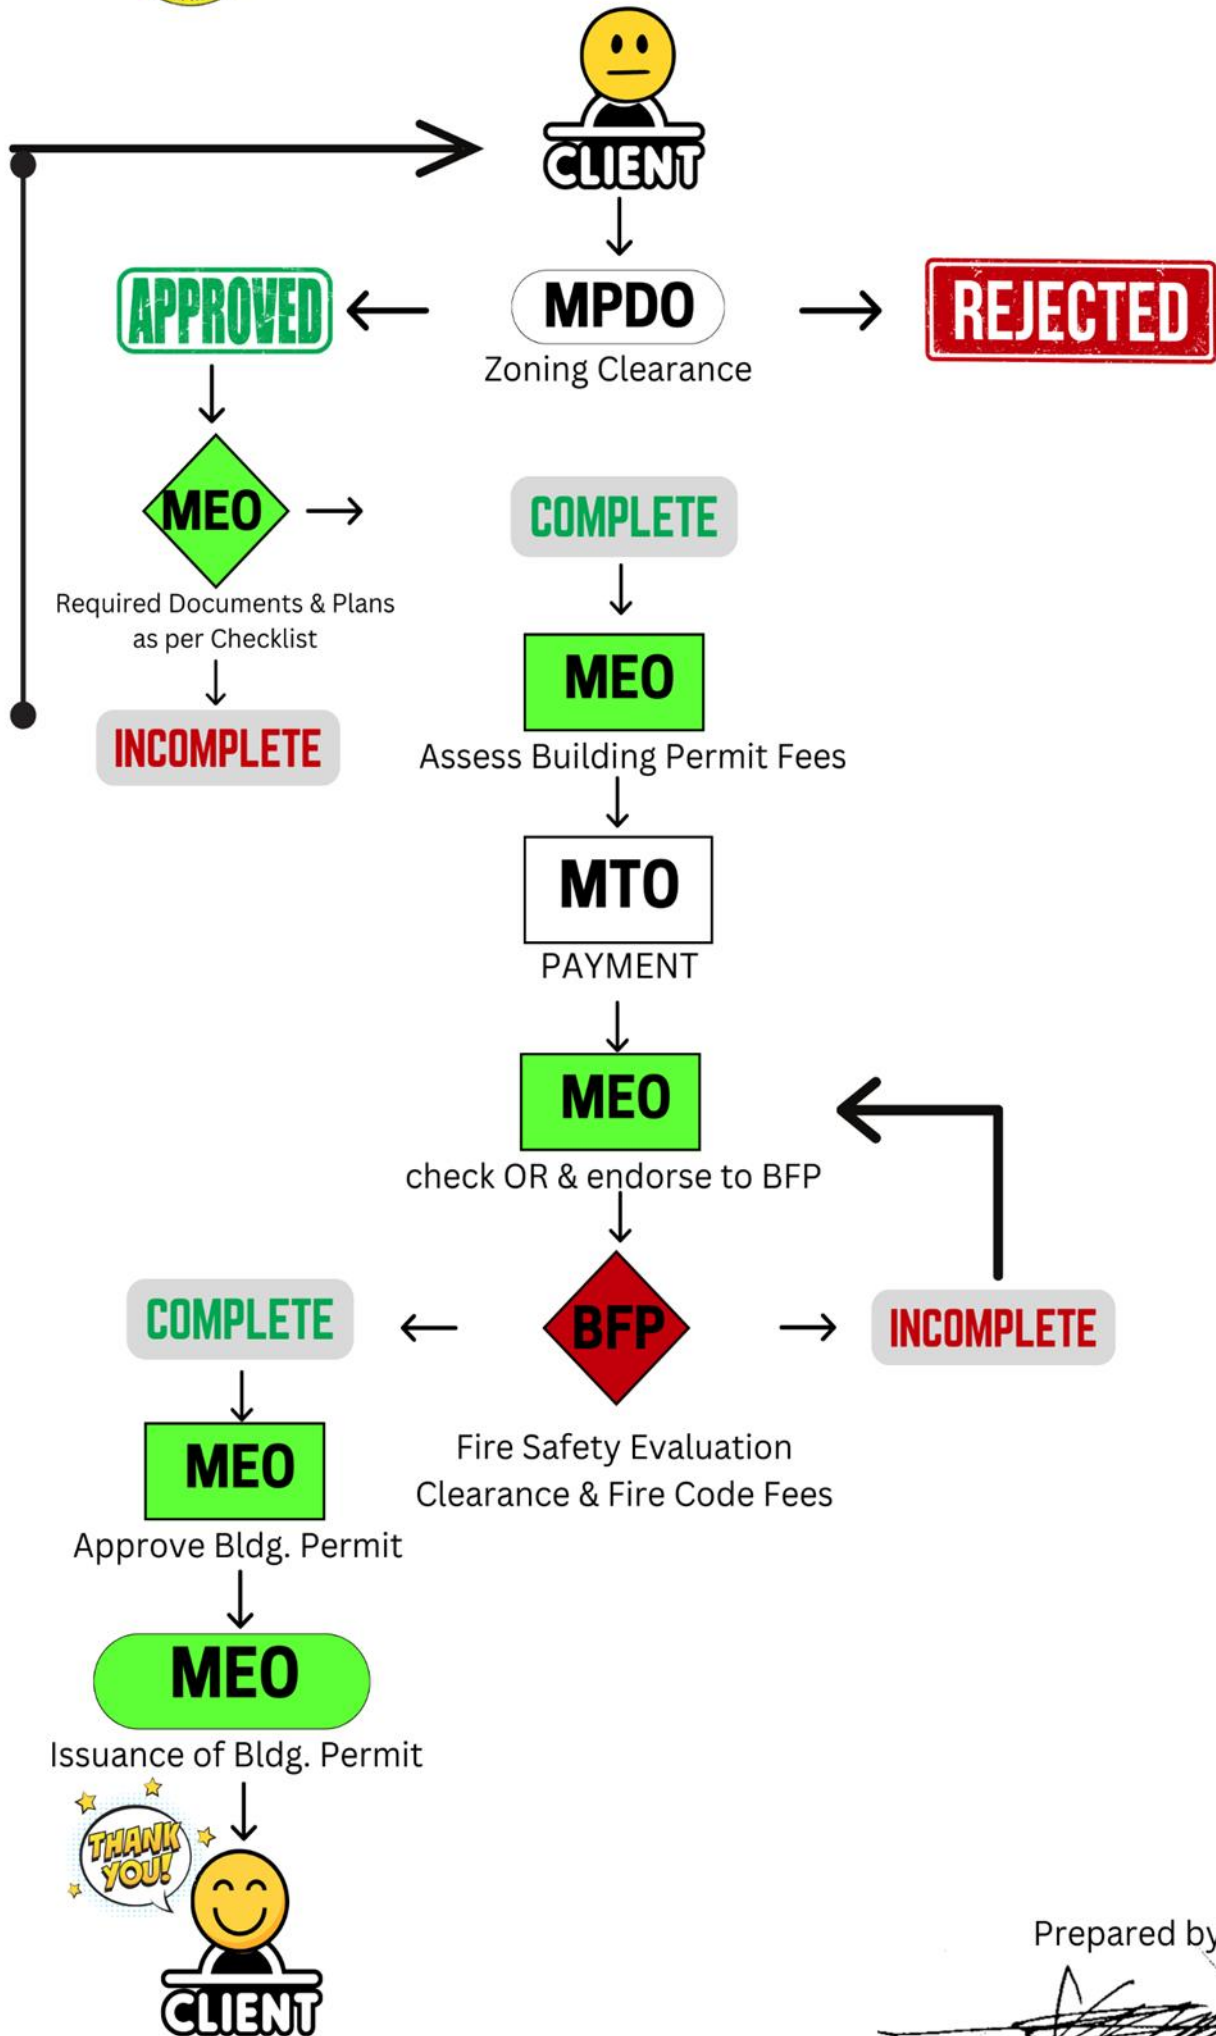 CLIENT
APPROVED
MPDO
REJECTED
Zoning Clearance
MEO
COMPLETE
Required Documents & Plans
as per Checklist
INCOMPLETE
MEO
Assess Building Permit Fees
MTO
PAYMENT
MEO
check OR & endorse to BFP
COMPLETE
BFP
INCOMPLETE
Fire Safety Evaluation
Clearance & Fire Code Fees
MEO
Approve Bldg. Permit
MEO
Issuance of Bldg. Permit
THANK
YOU!
CLIENT
Prepared by